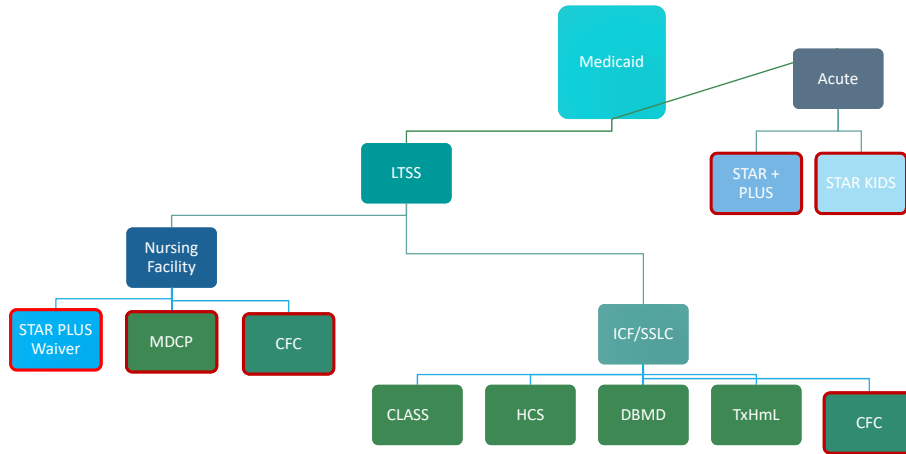 Medicaid
Acute
LTSS
STAR +
PLUS
STAR KIDS
Nursing
Facility
STAR PLUS
Waiver
MDCP
CFC
ICF/SSLC
CLASS
HCS
DBMD
TxHmL
CFC